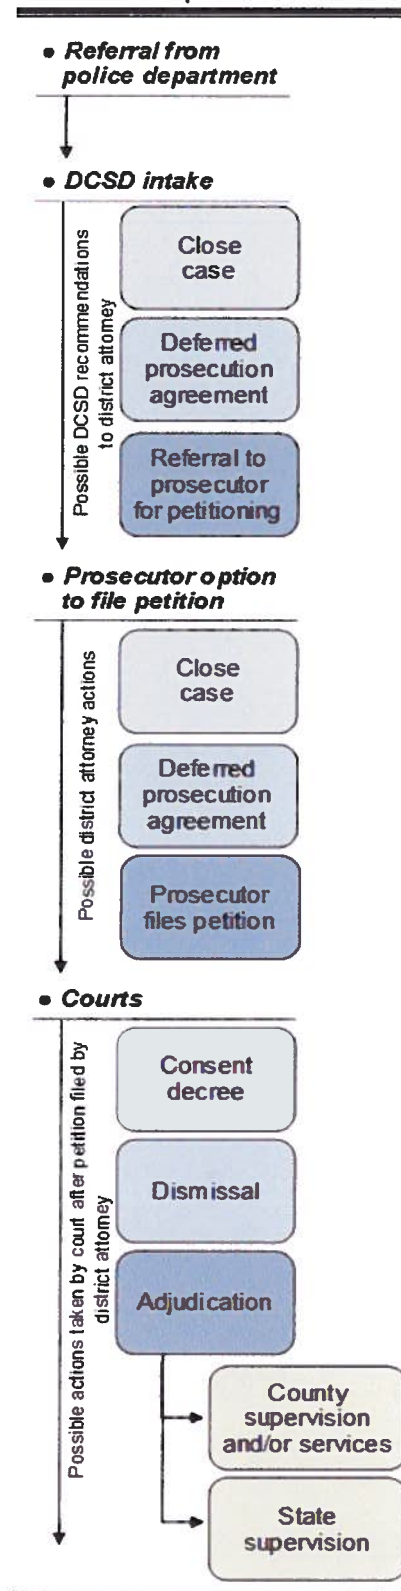 • Referral from
police department
• DCSD intake
Possible DCSD recommendations
to district attorney
Close
case
Deferred
prosecution
agreement
Referral to
prosecutor
for petitioning
• Prosecutor option
to file petition
Possible district attorney actions
Close
case
Deferred
prosecution
agreement
Prosecutor
files petition
• Courts
Possible actions taken by court after petition filed by
district attorney
Consent
decree
Dismissal
Adjudication
County
supervision
and/or services
State
supervision